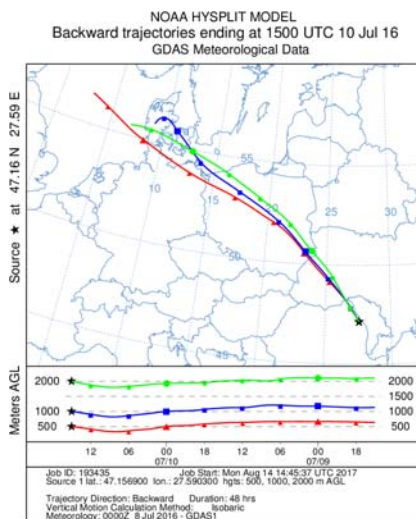 NOAA HYSPLIT MODEL
Backward trajectories ending at 1500 UTC 10 Jul 16
GDAS Meteorological Data
Source ★ at 47.16 N 27.59 E
5
10
15
20
25
30
55
50
45
Meters AGL
2000
1000
500
2000
1500
1000
500
12 06 00 18 12 06 00 18
07/10 07/09
Job ID: 193435 Job Start: Mon Aug 14 14:45:37 UTC 2017
Source 1 lat.: 47.156900 lon.: 27.590300 hgts: 500, 1000, 2000 m AGL
Trajectory Direction: Backward Duration: 48 hrs
Vertical Motion Calculation Method: Isobaric
Meteorology: 0000Z 8 Jul 2016 - GDAS1